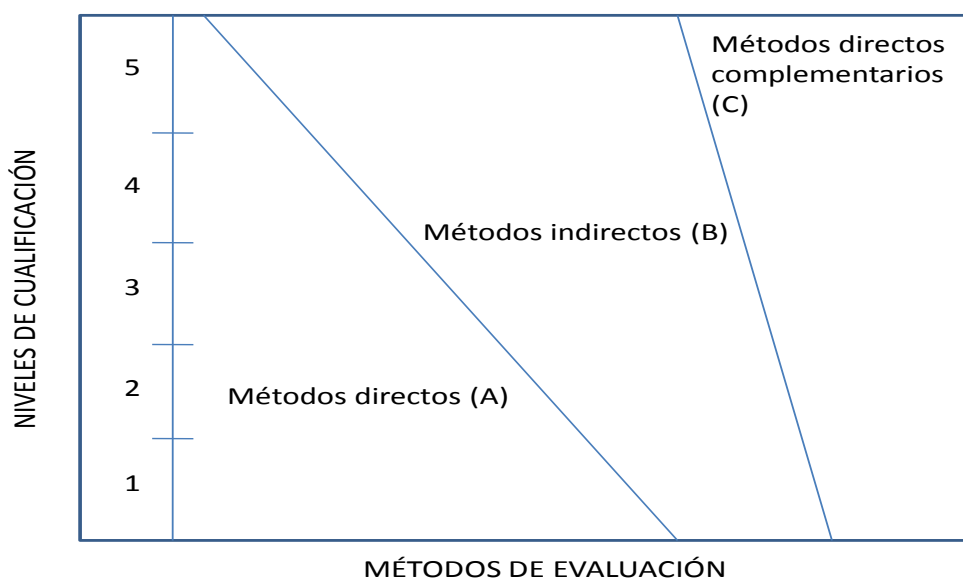 Métodos directos
complementarios
(C)
5
4
Métodos indirectos (B)
3
Métodos directos (A)
2
1
NIVELES DE CUALIFICACIÓN
MÉTODOS DE EVALUACIÓN